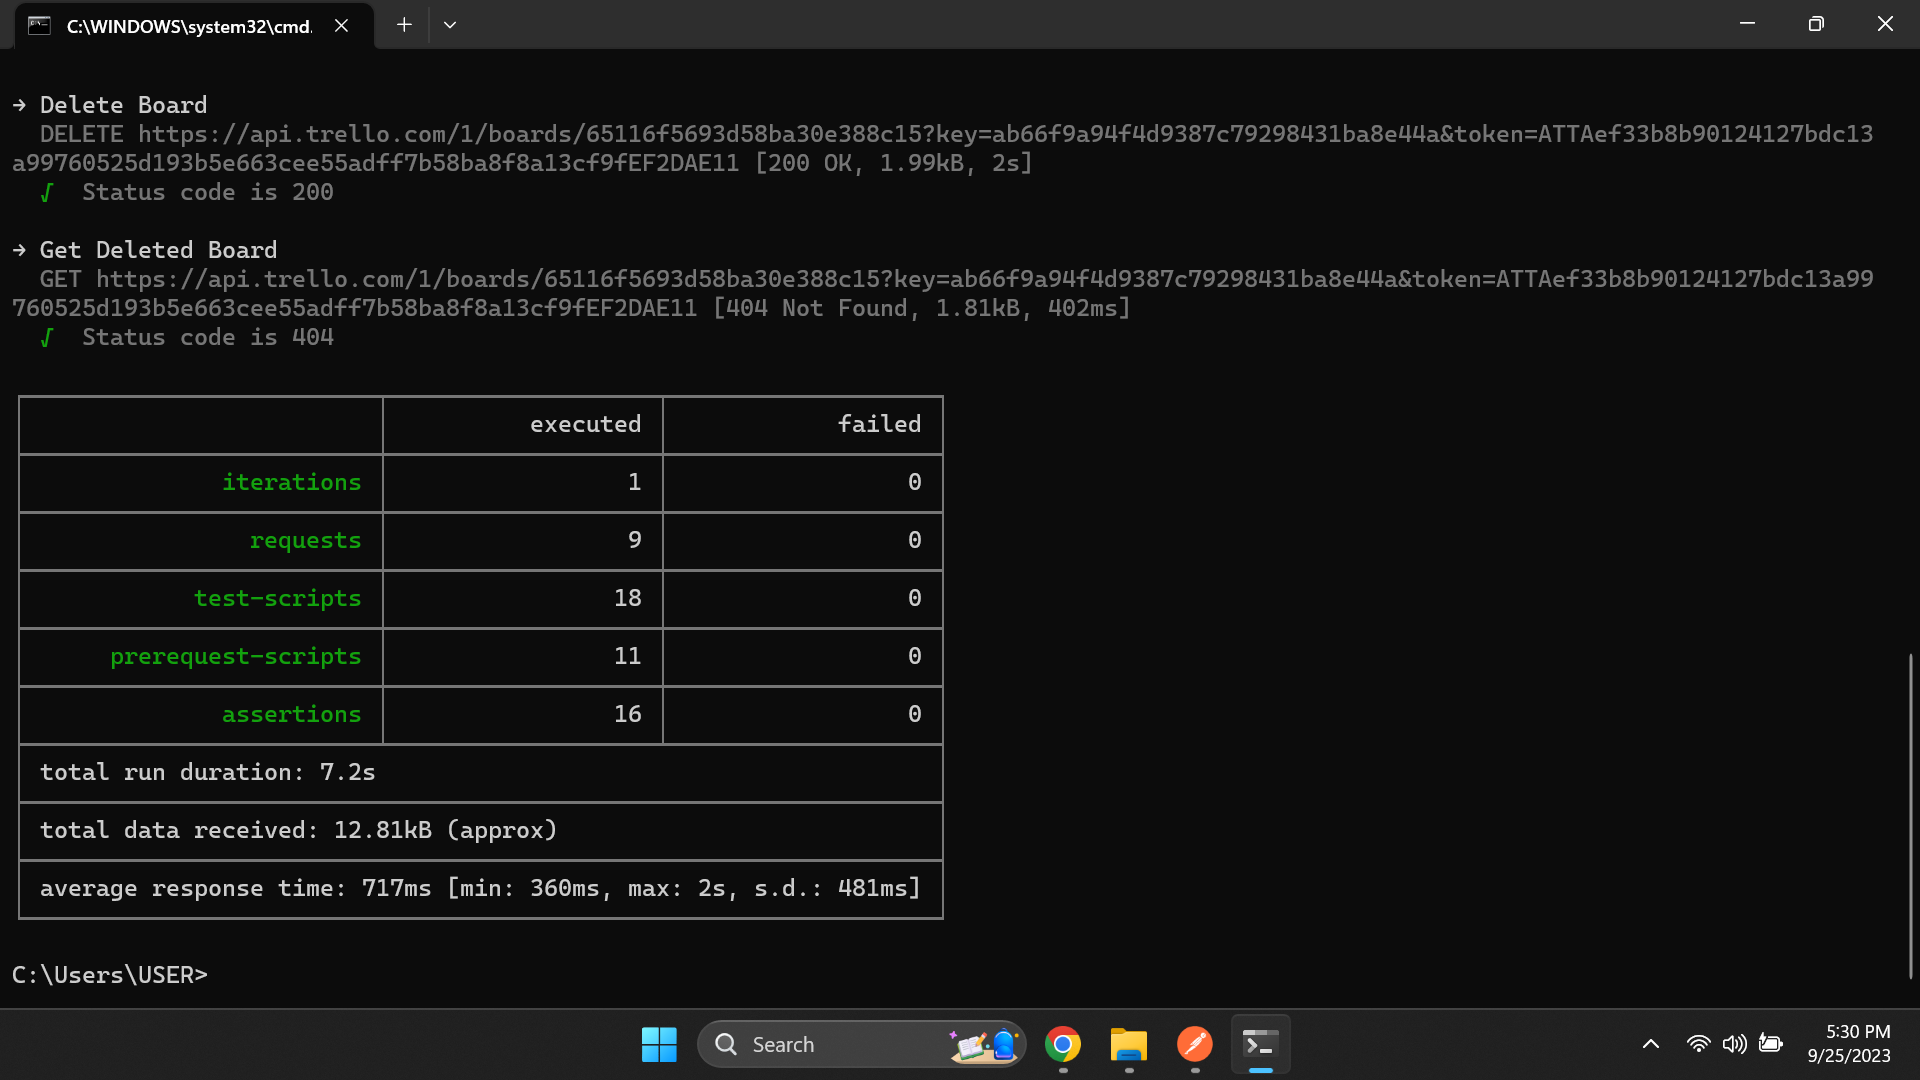 C:\WINDOWS\system32\cmd.
→ Delete Board
DELETE https://api.trello.com/1/boards/65116f5693d58ba30e388c15?key=ab66f9a94f4d9387c79298431ba8e44a&token=ATTAef33b8b90124127bdc13
a99760525d193b5e663cee55adff7b58ba8f8a13cf9fEF2DAE11 [200 OK, 1.99kB, 2s]
√ Status code is 200
→ Get Deleted Board
GET https://api.trello.com/1/boards/65116f5693d58ba30e388c15?key=ab66f9a94f4d9387c79298431ba8e44a&token=ATTAef33b8b90124127bdc13a99
760525d193b5e663cee55adff7b58ba8f8a13cf9fEF2DAE11 [404 Not Found, 1.81kB, 402ms]
√ Status code is 404
executed failed
iterations 1 0
requests 9 0
test-scripts 18 0
prerequest-scripts 11 0
assertions 16 0
total run duration: 7.2s
total data received: 12.81kB (approx)
average response time: 717ms [min: 360ms, max: 2s, s.d.: 481ms]
C:\Users\USER>
Search
5:30 PM
9/25/2023